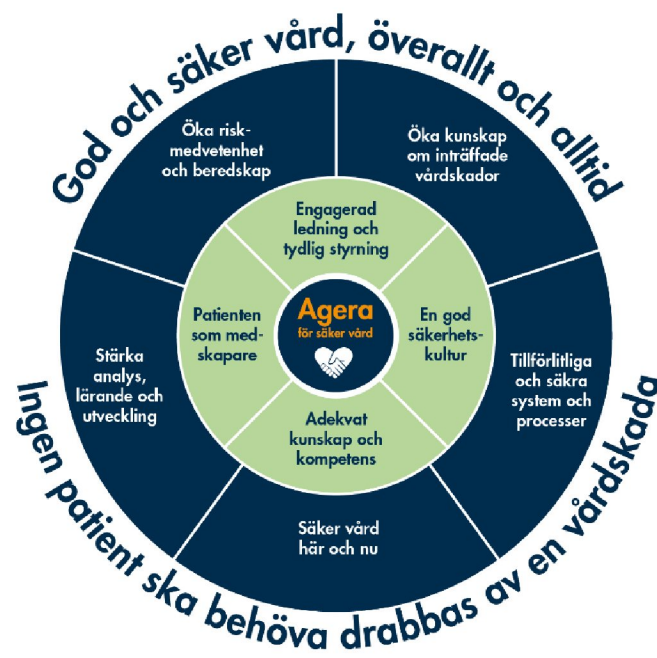 God och säker vård, överallt och alltid
Öka risk-
medvetenhet
och beredskap
Öka kunskap
om inträffade
vårdskador
Engagerad
ledning och
tydlig styrning
Patienten
som med-
skapare
Agera
för säker vård
En god
säkerhets-
kultur
Stärka
analys,
lärande och
utveckling
Tillförlitliga
och säkra
system och
processer
Adekvat
kunskap och
kompetens
Säker vård
här och nu
Ingen patient ska behöva drabbas av en vårdskada